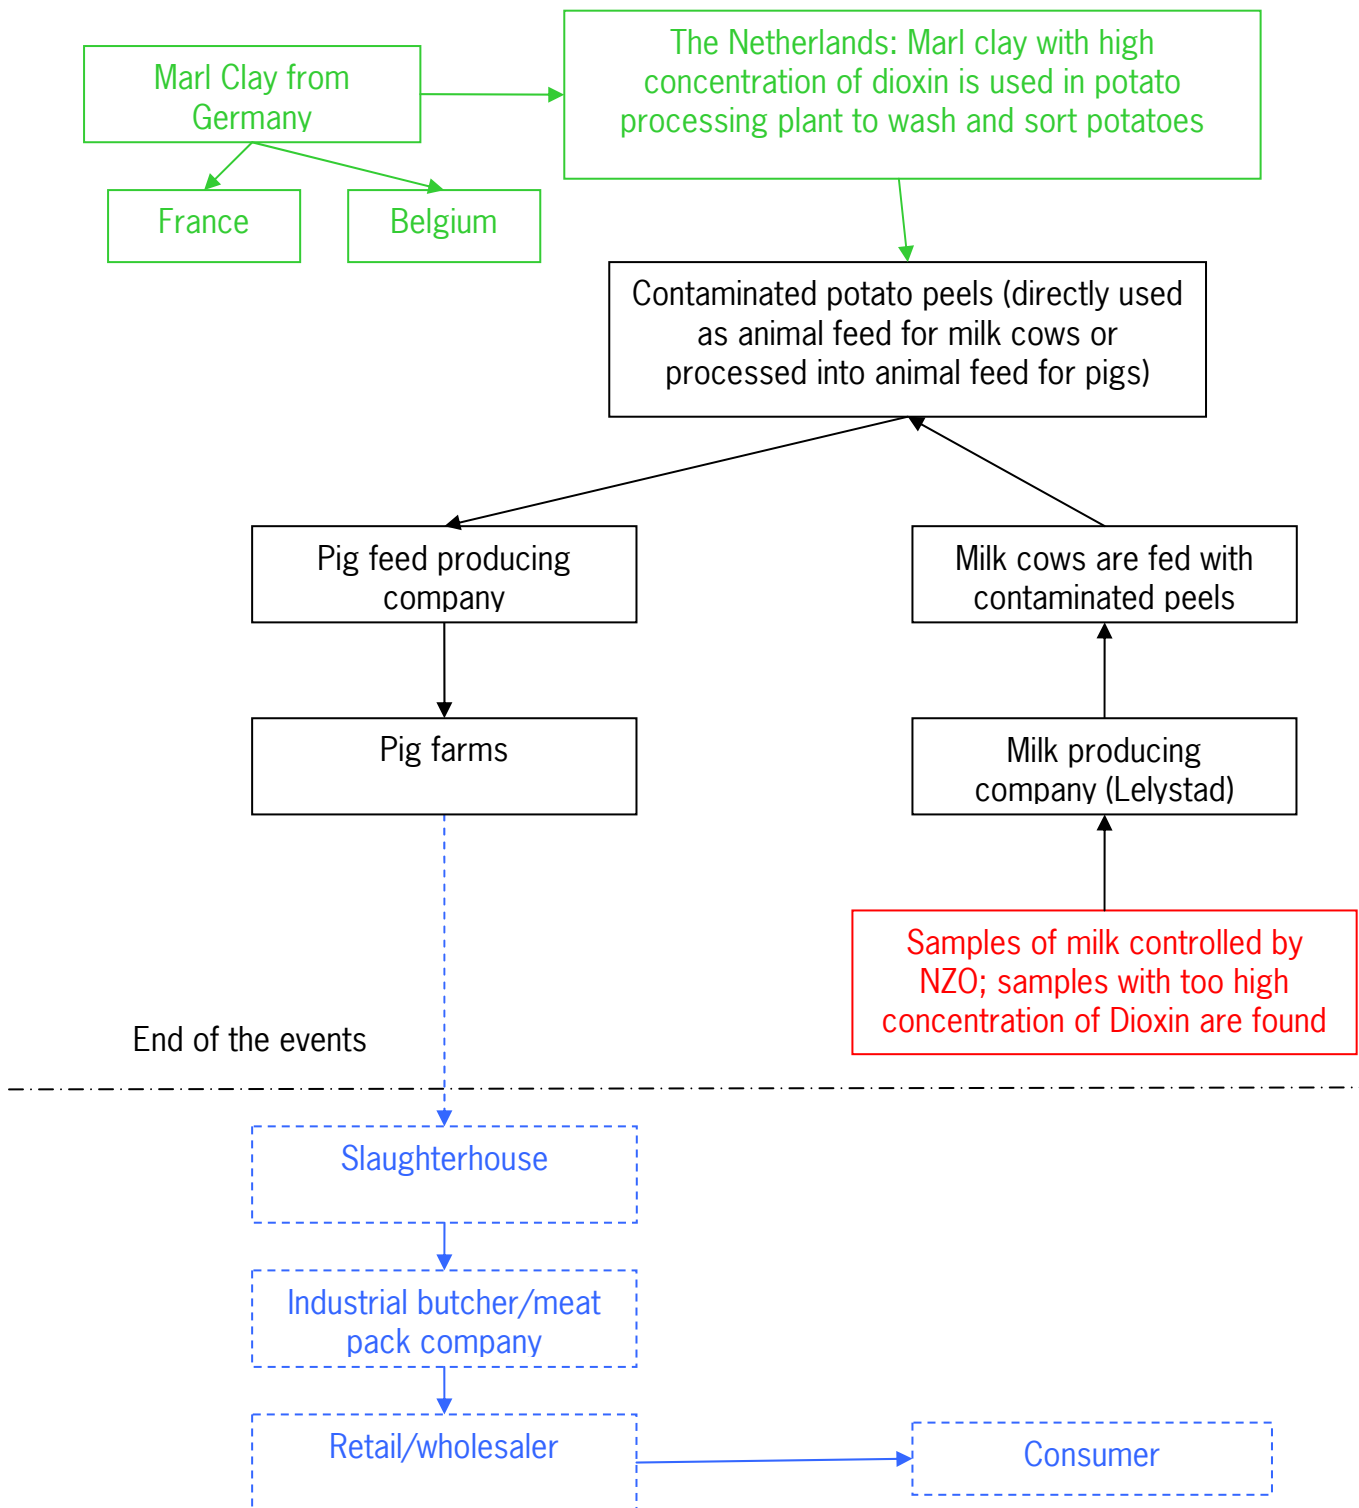 Marl Clay from
Germany
The Netherlands: Marl clay with high
concentration of dioxin is used in potato
processing plant to wash and sort potatoes
France
Belgium
Contaminated potato peels (directly used
as animal feed for milk cows or
processed into animal feed for pigs)
Pig feed producing
company
Milk cows are fed with
contaminated peels
Pig farms
Milk producing
company (Lelystad)
Samples of milk controlled by
NZO; samples with too high
concentration of Dioxin are found
End of the events
Slaughterhouse
Industrial butcher/meat
pack company
Retail/wholesaler
Consumer